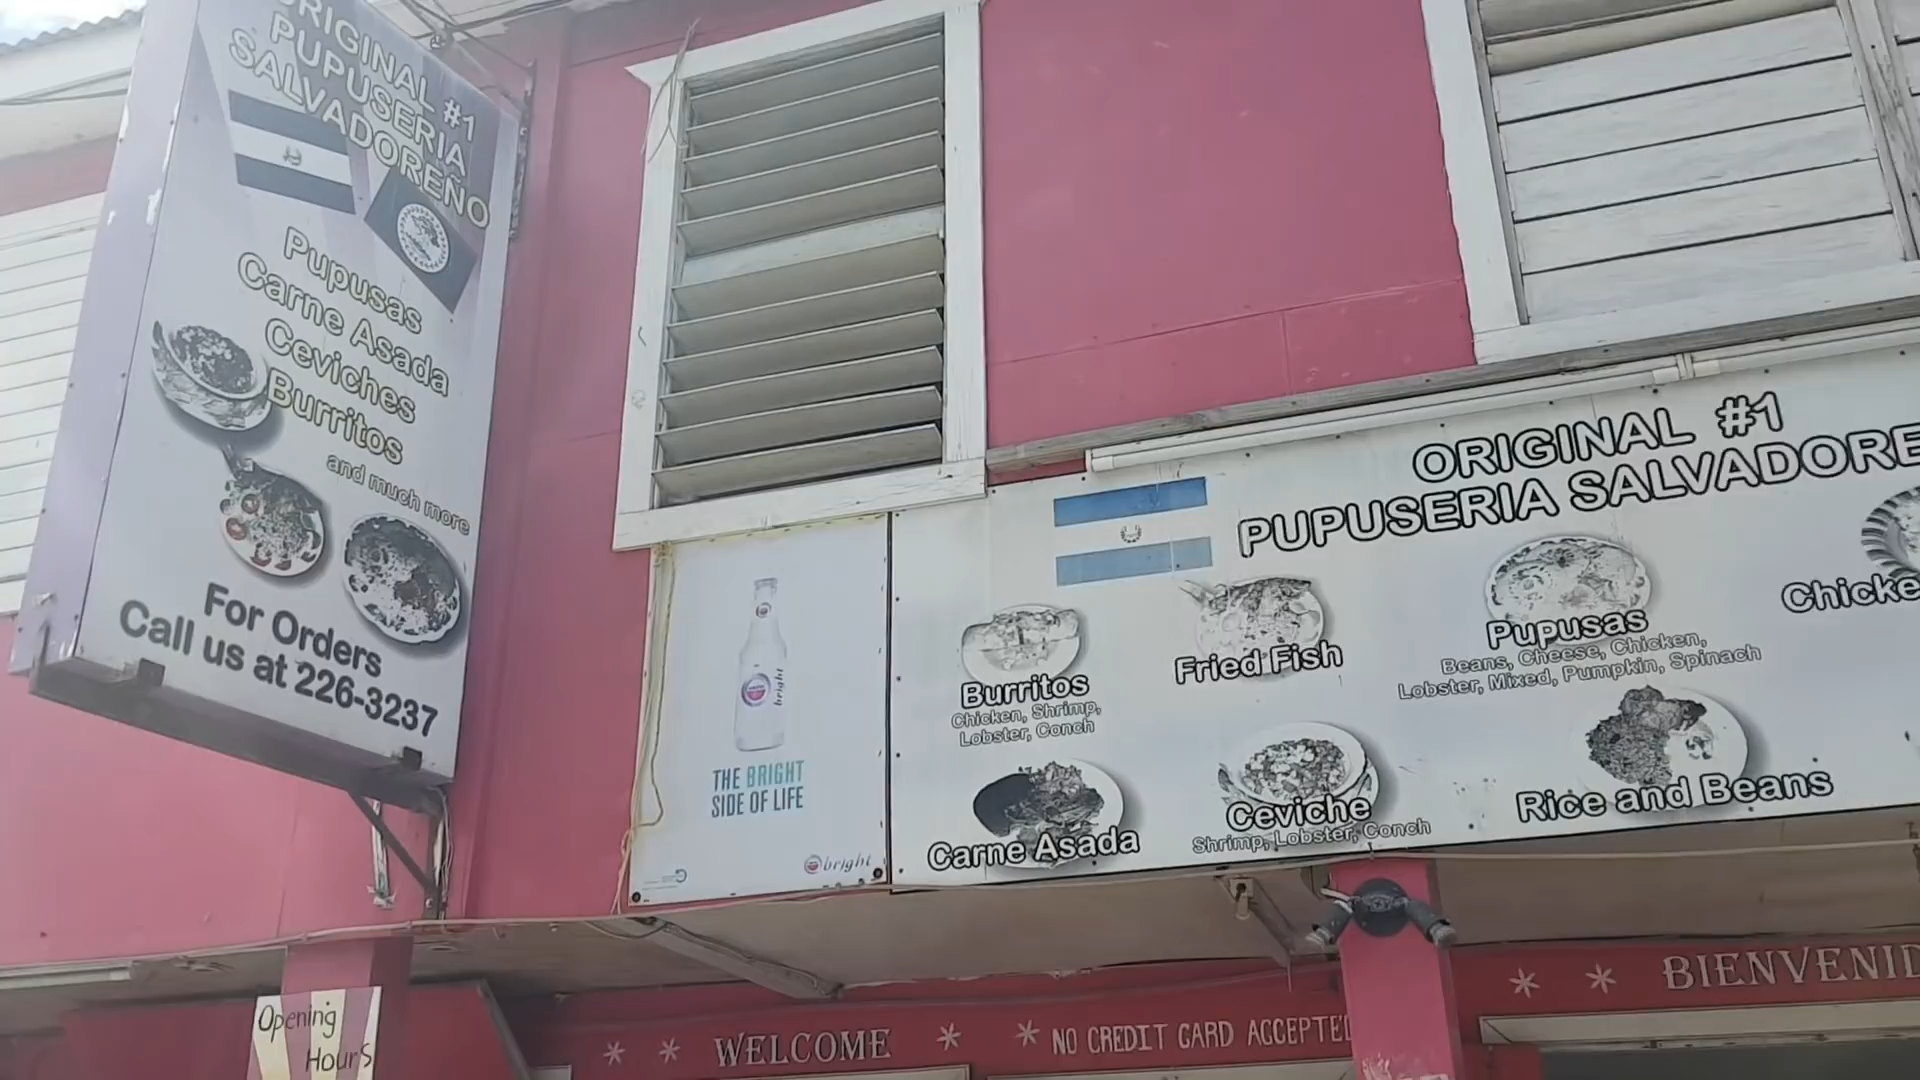 ORIGINAL #1
PUPUSERIA
SALVADOREÑO
Pupusas
Carne Asada
Ceviches
Burritos
and much more
For Orders
Call us at 226-3237
bright
THE BRIGHT
SIDE OF LIFE
bright
ORIGINAL #1
PUPUSERIA SALVADORE
Burritos
Chicken, Shrimp,
Lobster, Conch
Fried Fish
Pupusas
Beans, Cheese, Chicken,
Lobster, Mixed, Pumpkin, Spinach
Chicke
Carne Asada
Ceviche
Shrimp, Lobster, Conch
Rice and Beans
Opening
Hours
* * WELCOME *
* NO CREDIT CARD ACCEPTED
* * BIENVENID